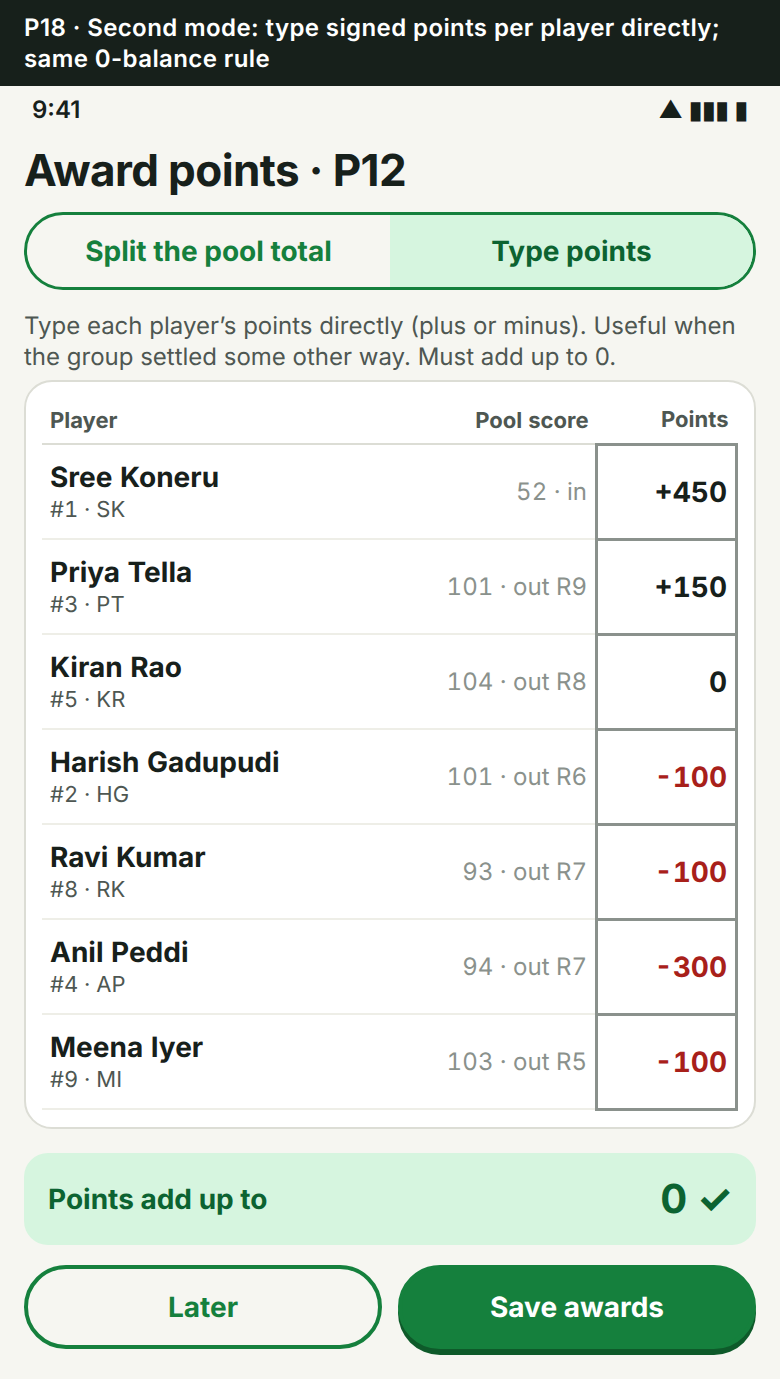 P18 · Second mode: type signed points per player directly;
same 0-balance rule
9:41
Award points · P12
Split the pool total
Type points
Type each player’s points directly (plus or minus). Useful when
the group settled some other way. Must add up to 0.
Player Pool score Points
Sree Koneru
#1 · SK
52 · in
+450
Priya Tella
#3 · PT
101 · out R9
+150
Kiran Rao
#5 · KR
104 · out R8
0
Harish Gadupudi
#2 · HG
101 · out R6
-100
Ravi Kumar
#8 · RK
93 · out R7
-100
Anil Peddi
#4 · AP
94 · out R7
-300
Meena Iyer
#9 · MI
103 · out R5
-100
Points add up to 0 ✓
Later
Save awards